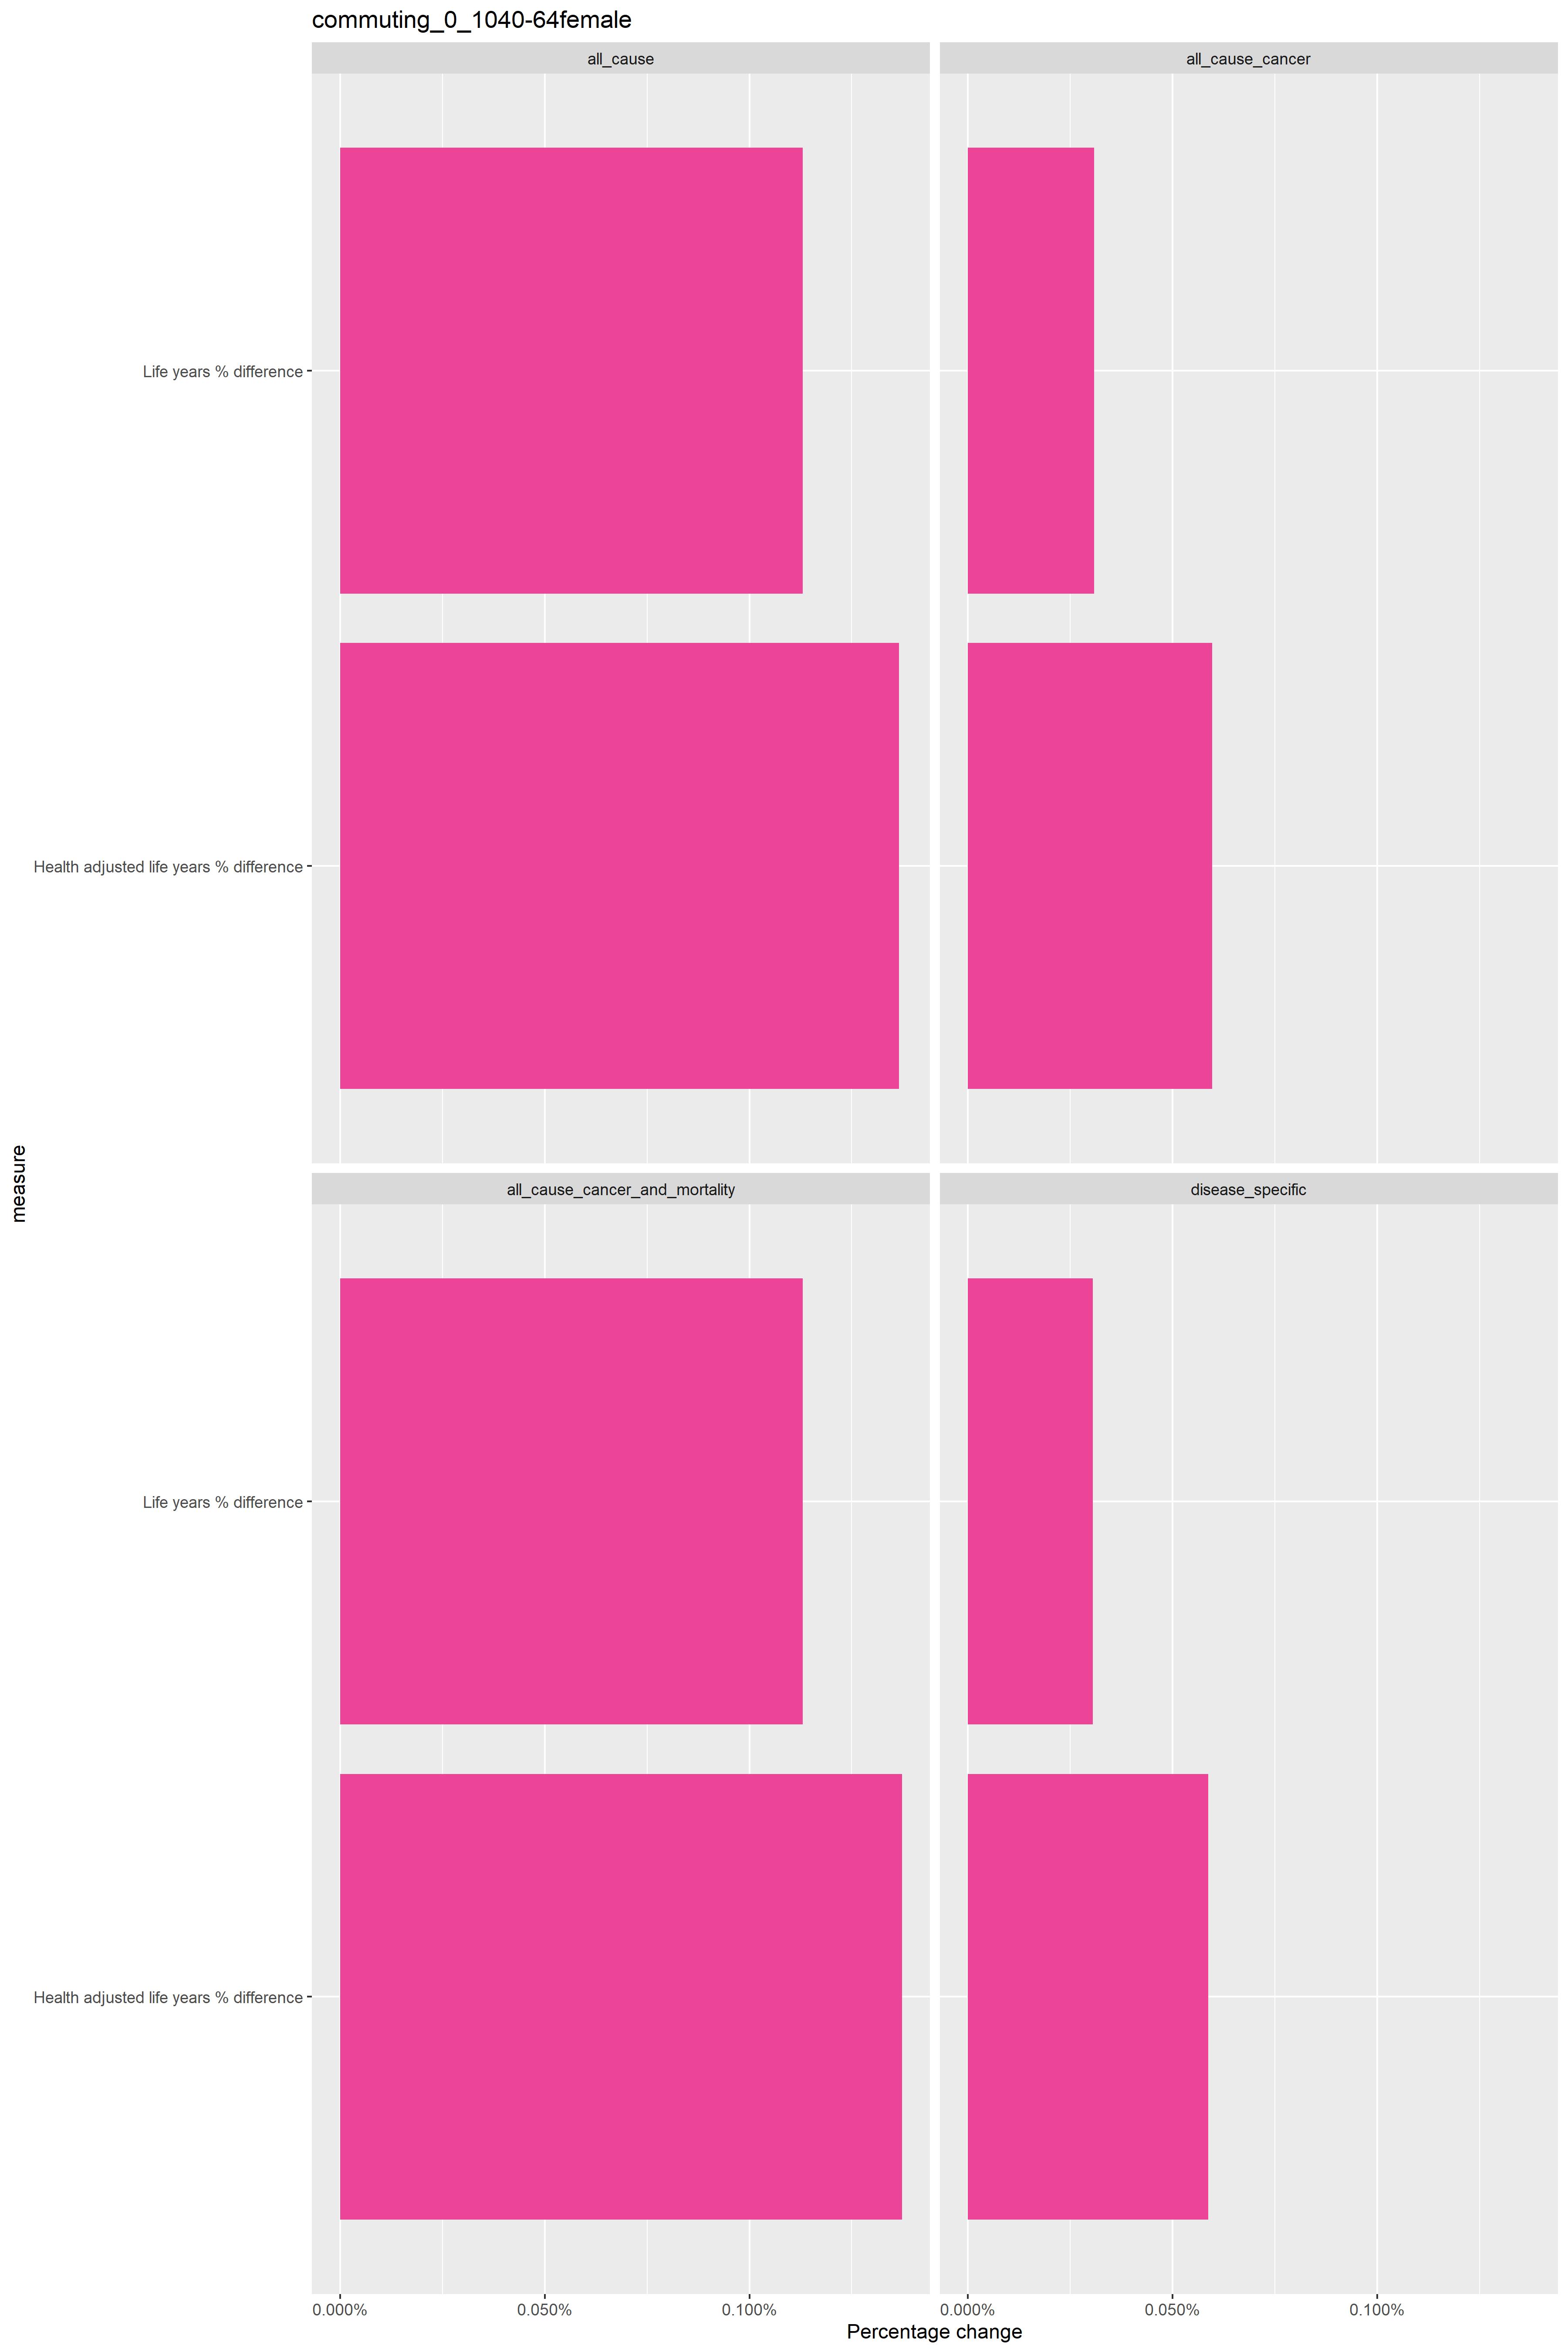 commuting_0_1040-64female
all_cause
all_cause_cancer
Life years % difference
Health adjusted life years % difference
measure
all_cause_cancer_and_mortality
disease_specific
Life years % difference
Health adjusted life years % difference
0.000%
0.050%
0.100%
0.000%
0.050%
0.100%
Percentage change